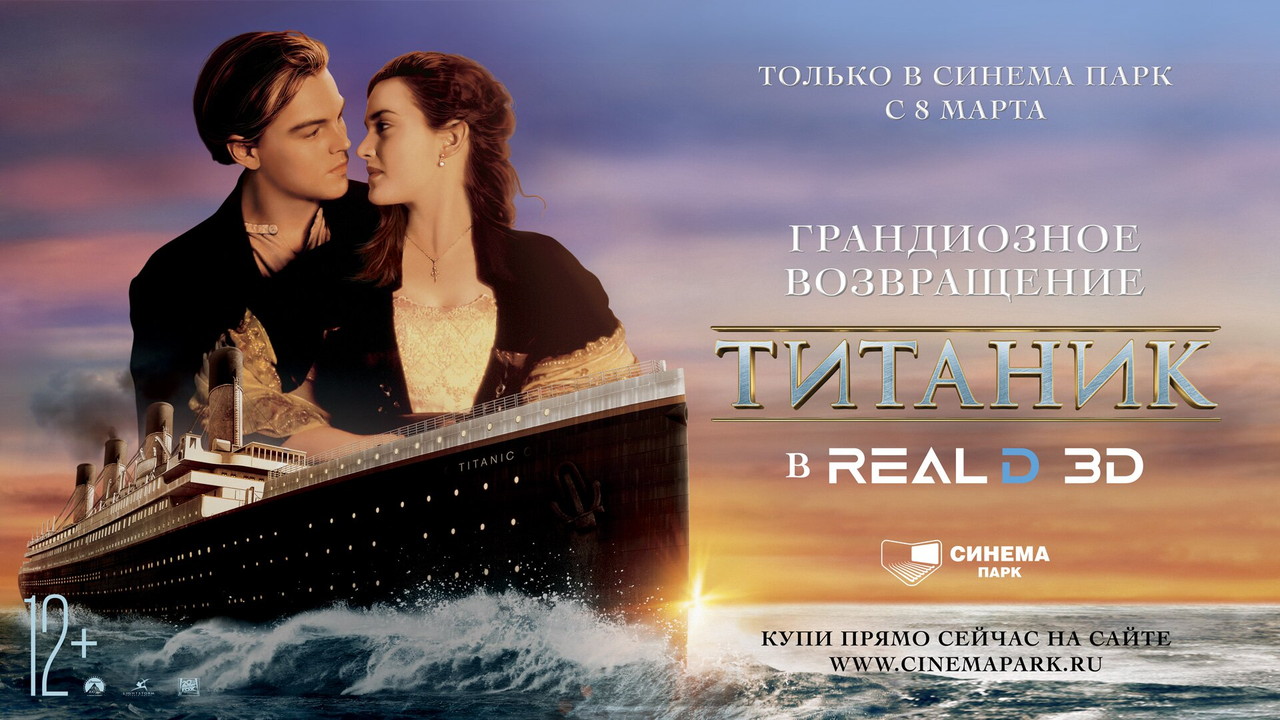 ТОЛЬКО В СИНЕМА ПАРК
С 8 МАРТА
ГРАНДИОЗНОЕ
ВОЗВРАЩЕНИЕ
ТИТАНИК
В REAL D 3D
TITANIC
СИНЕМА
ПАРК
12+
КУПИ ПРЯМО СЕЙЧАС НА САЙТЕ
WWW.CINEMAPARK.RU